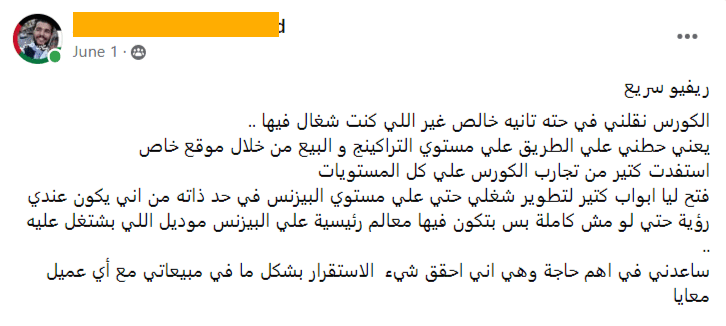 d
June 1 ·
ريفيو سريع
الكورس نقلني في حته تانيه خالص غير اللي كنت شغال فيها ..
يعني حطني علي الطريق علي مستوي التراكينج و البيع من خلال موقع خاص
استفدت كتير من تجارب الكورس علي كل المستويات
فتح ليا ابواب كتير لتطوير شغلي حتي علي مستوي البيزنس في حد ذاته من اني يكون عندي
رؤية حتي لو مش كاملة بس بتكون فيها معالم رئيسية علي البيزنس موديل اللي بشتغل عليه
..
ساعدني في اهم حاجة وهي اني احقق شيء الاستقرار بشكل ما في مبيعاتي مع أي عميل
معايا